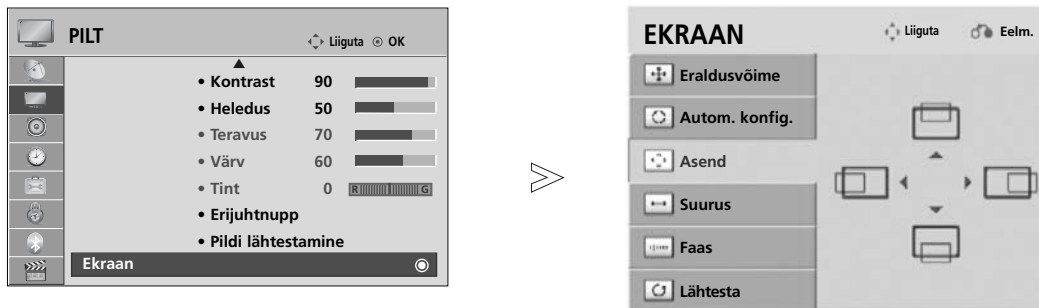 PILT
Liiguta OK
• Kontrast 90
• Heledus 50
• Teravus 70
• Värv 60
• Tint 0 R G
• Erijuhtnupp
• Pildi lähtestamine
Ekraan
EKRAAN
Liiguta Eelm.
Eraldusvõime
Autom. konfig.
Asend
Suurus
Faas
Lähtesta